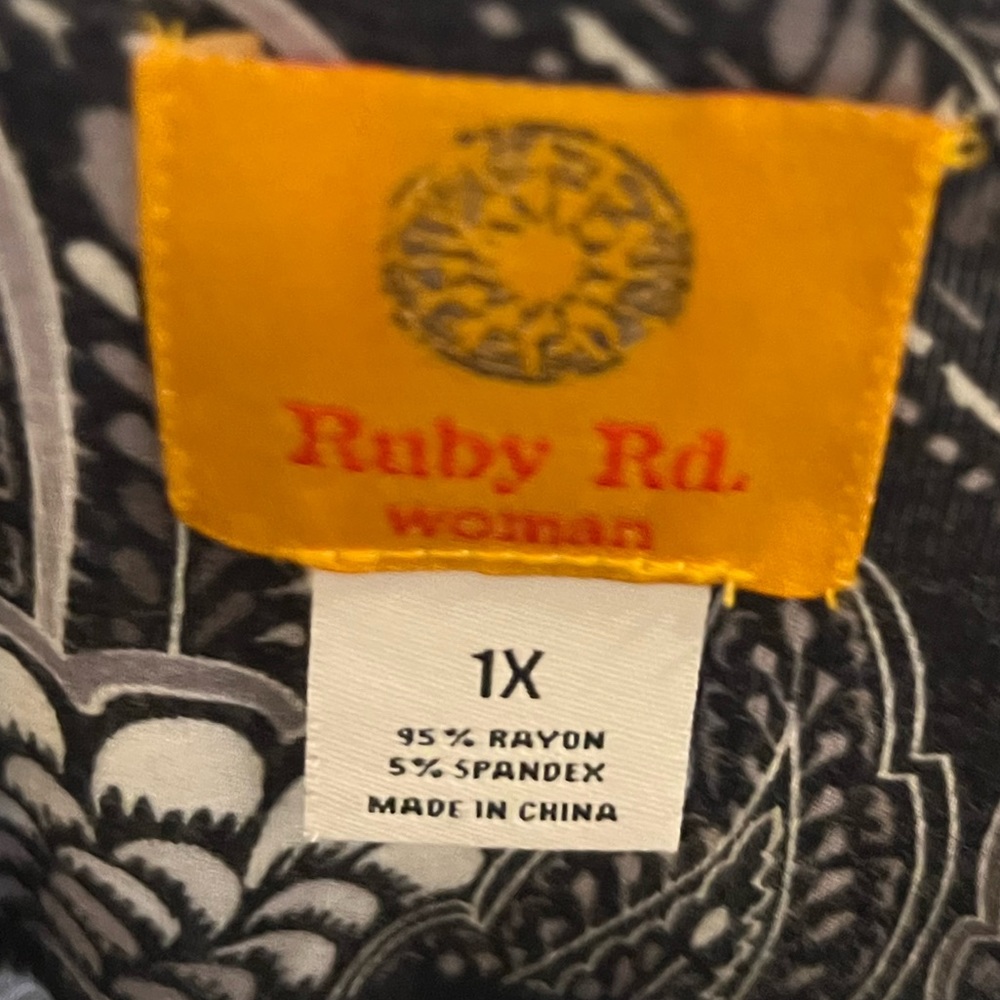 Ruby Rd.
woman
1X
95% RAYON
5% SPANDEX
MADE IN CHINA